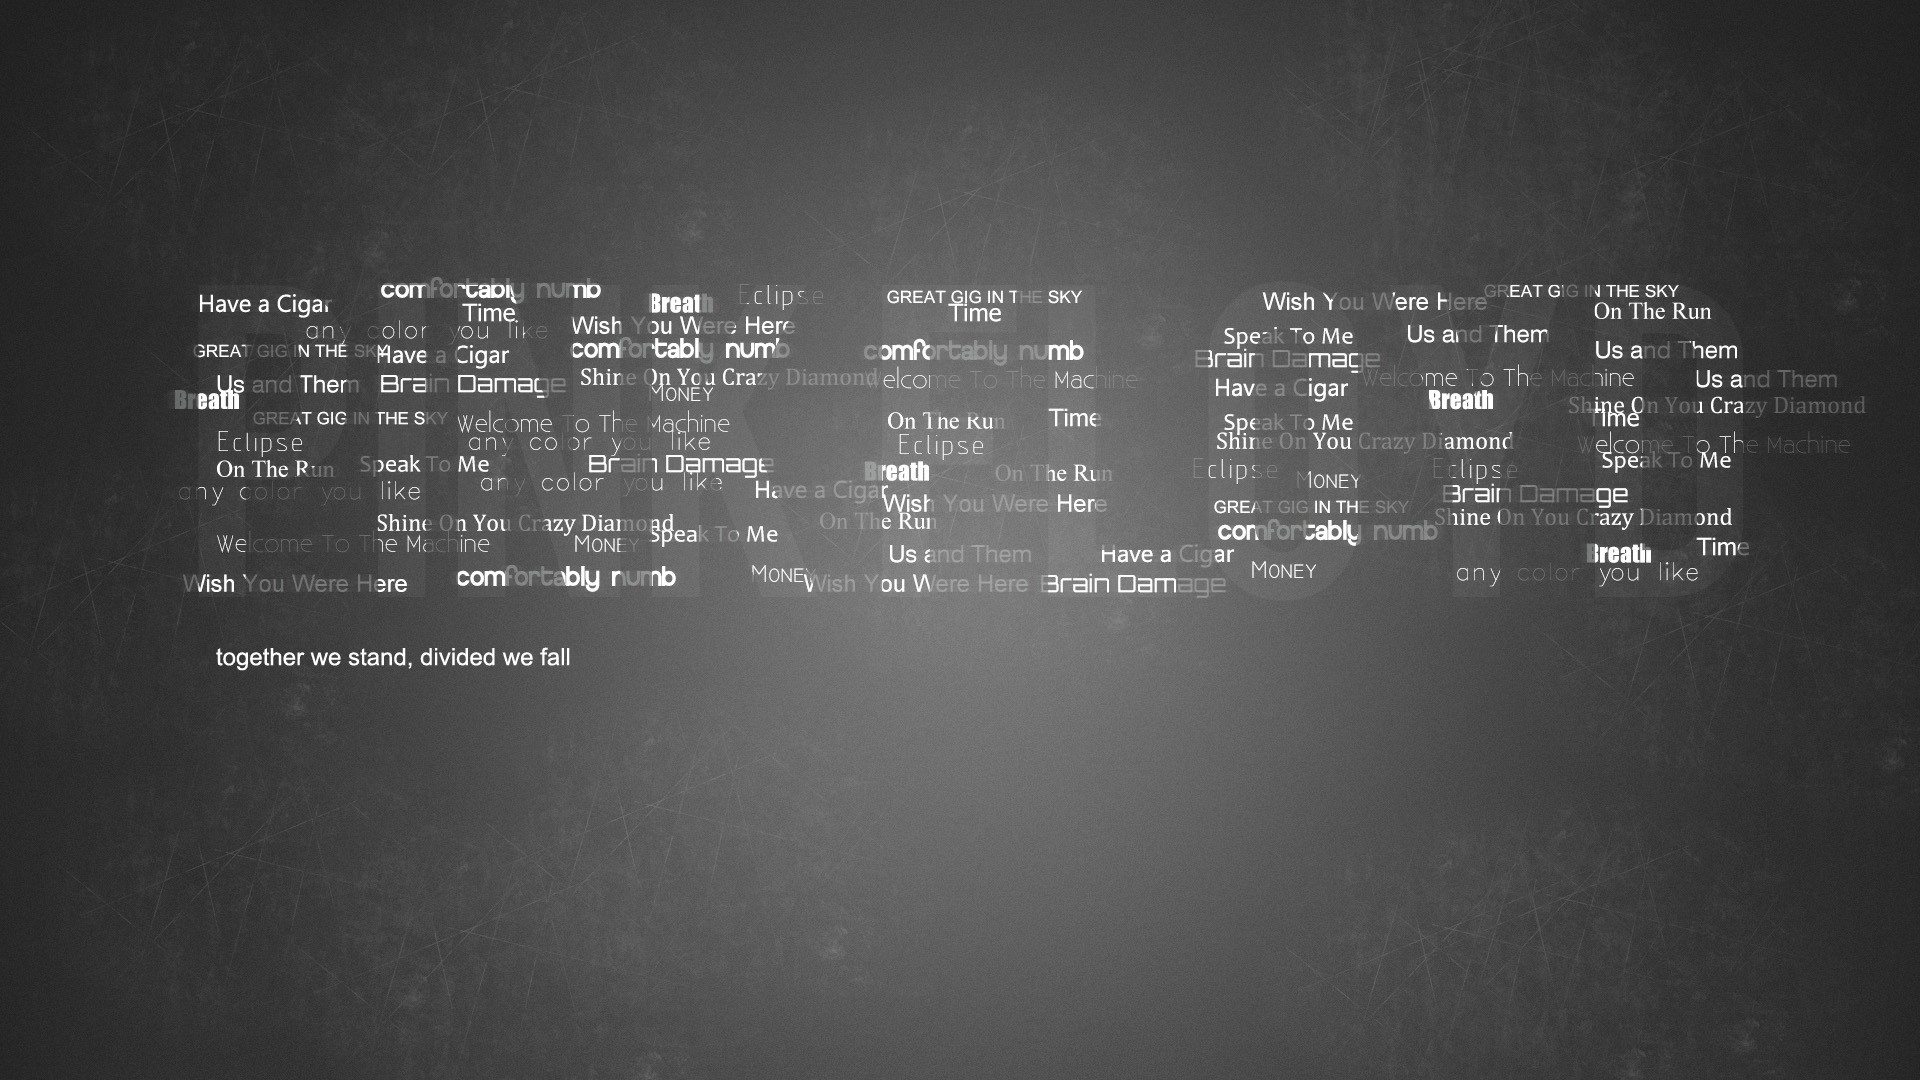 PINK FLOYD
Have a Cigar
comfortably numb
Time
any color you like
GREAT GIG IN THE SKY
Have a Cigar
Us and Them
Brain Damage
Breath
GREAT GIG IN THE SKY
Welcome To The Machine
Eclipse
any color you like
On The Run
Speak To Me
Brain Damage
any color you like
any color you like
Shine On You Crazy Diamond
Welcome To The Machine
Money
Wish You Were Here
comfortably numb
Breath
Eclipse
Wish You Were Here
comfortably numb
Shine On You Crazy Diamond
Money
Have a Cigar
Speak To Me
Money
GREAT GIG IN THE SKY
Time
comfortably numb
Welcome To The Machine
On The Run
Time
Eclipse
Breath
On The Run
Wish You Were Here
On The Run
Us and Them
Have a Cigar
Wish You Were Here
Brain Damage
Wish You Were Here
GREAT GIG IN THE SKY
On The Run
Speak To Me
Us and Them
Brain Damage
Us and Them
Have a Cigar
Welcome To The Machine
Us and Them
Breath
Shine On You Crazy Diamond
Time
Speak To Me
Shine On You Crazy Diamond
Welcome To The Machine
Eclipse
Money
Eclipse
Speak To Me
Brain Damage
GREAT GIG IN THE SKY
Shine On You Crazy Diamond
comfortably numb
Breath
Time
Money
any color you like
together we stand, divided we fall